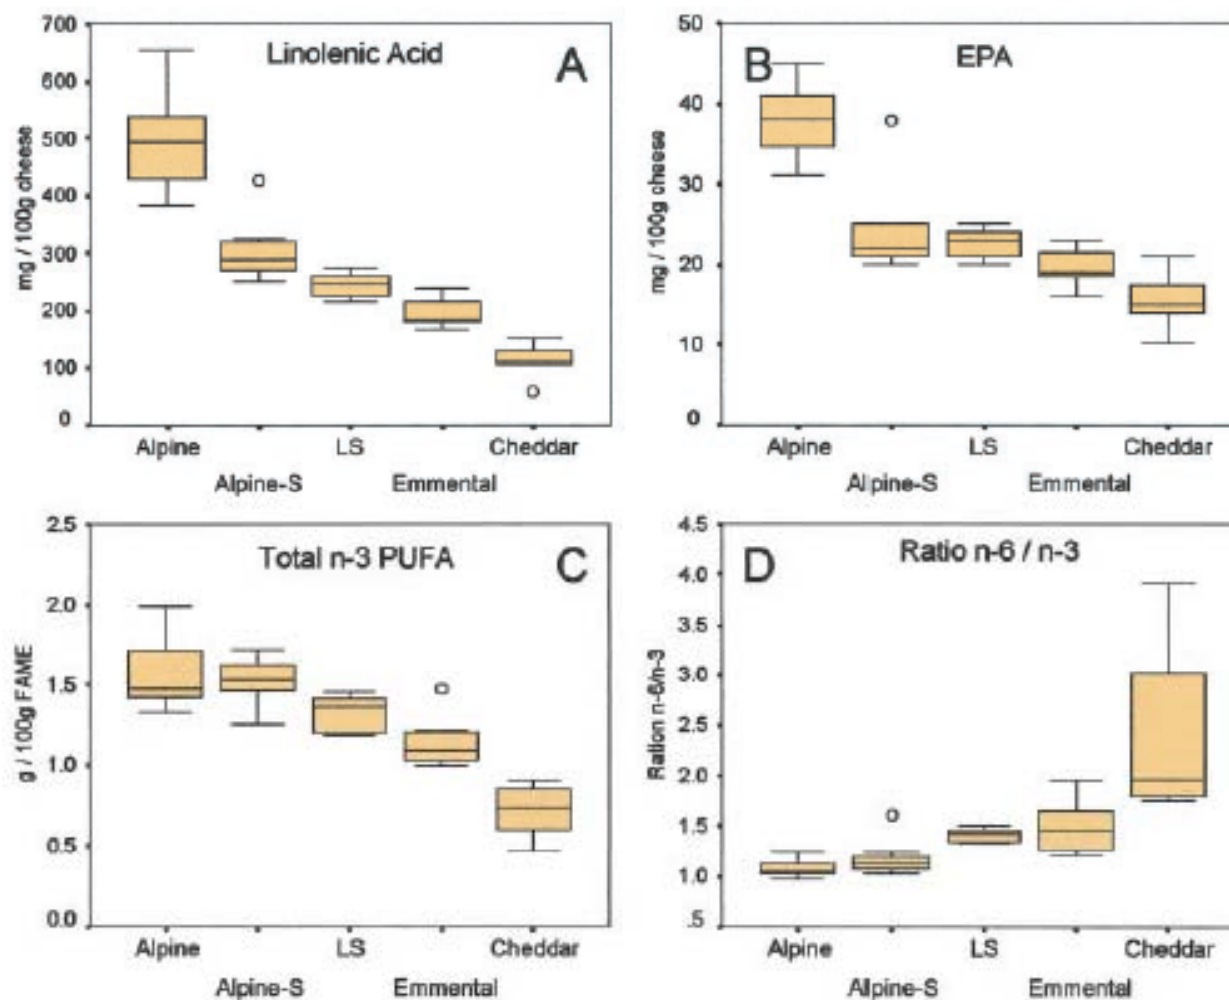 Linolenic Acid
A
mg / 100g cheese
700
600
500
400
300
200
100
0
Alpine
LS
Cheddar
Alpine-S
Emmental
B
EPA
mg / 100g cheese
50
40
30
20
10
0
Alpine
LS
Cheddar
Alpine-S
Emmental
Total n-3 PUFA
C
g / 100g FAME
2.5
2.0
1.5
1.0
0.5
0.0
Alpine
LS
Cheddar
Alpine-S
Emmental
D
Ratio n-6 / n-3
Ration n-6/n-3
4.5
4.0
3.5
3.0
2.5
2.0
1.5
1.0
.5
Alpine
LS
Cheddar
Alpine-S
Emmental